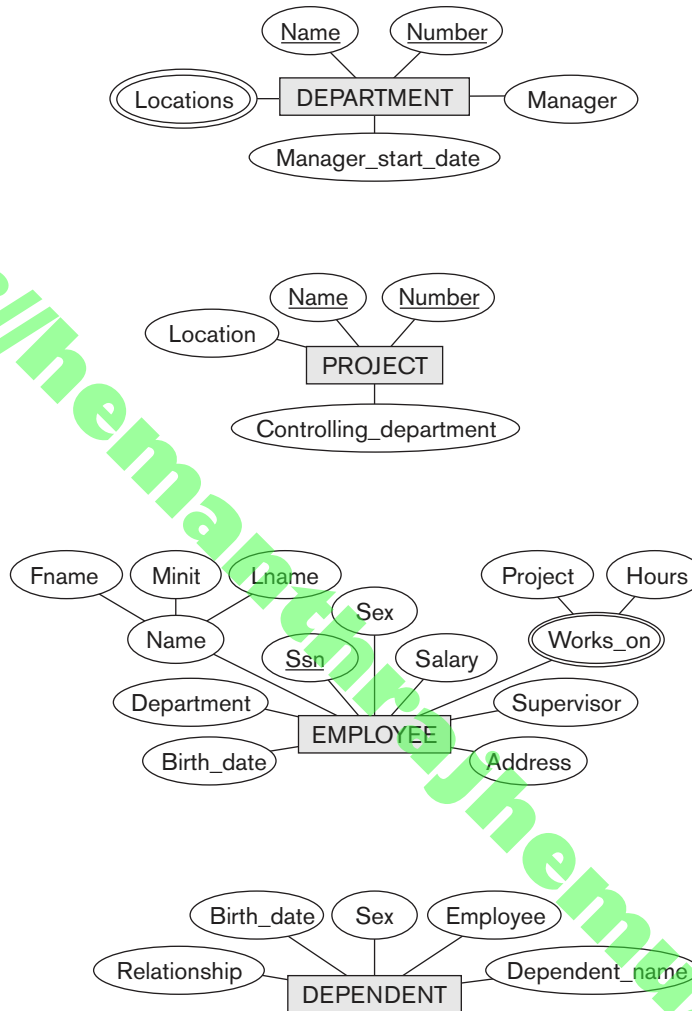 Name Number
Locations DEPARTMENT Manager
Manager_start_date
Name Number
Location
PROJECT
Controlling_department
Fname Minit Lname Project Hours
Sex
Name Works_on
Ssn Salary
Department Supervisor
EMPLOYEE
Birth_date Address
Birth_date Sex Employee
Relationship Dependent_name
DEPENDENT
//hemanthrajhemu